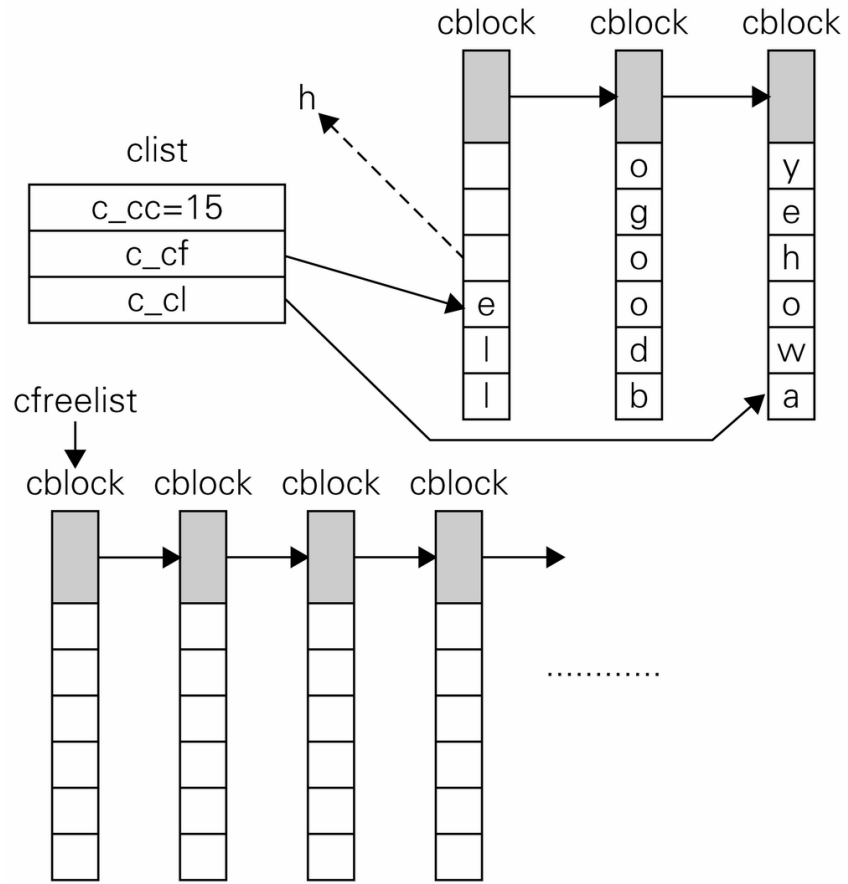 cblock cblock cblock
h
clist
c_cc=15
c_cf
c_cl
e
l
l
o
g
o
o
d
b
y
e
h
o
w
a
cfreelist
cblock cblock cblock cblock
............